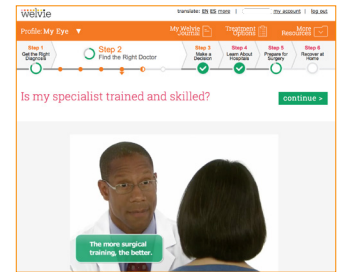 welvie
translate: EN ES more | my account | log out
Profile: My Eye ▼
My Welvie Journal
Treatment Options
More Resources
Step 1
Get the Right Diagnosis
Step 2
Find the Right Doctor
Step 3
Make a Decision
Step 4
Learn About Hospitals
Step 5
Prepare for Surgery
Step 6
Recover at Home
Is my specialist trained and skilled?
continue >
The more surgical
training, the better.